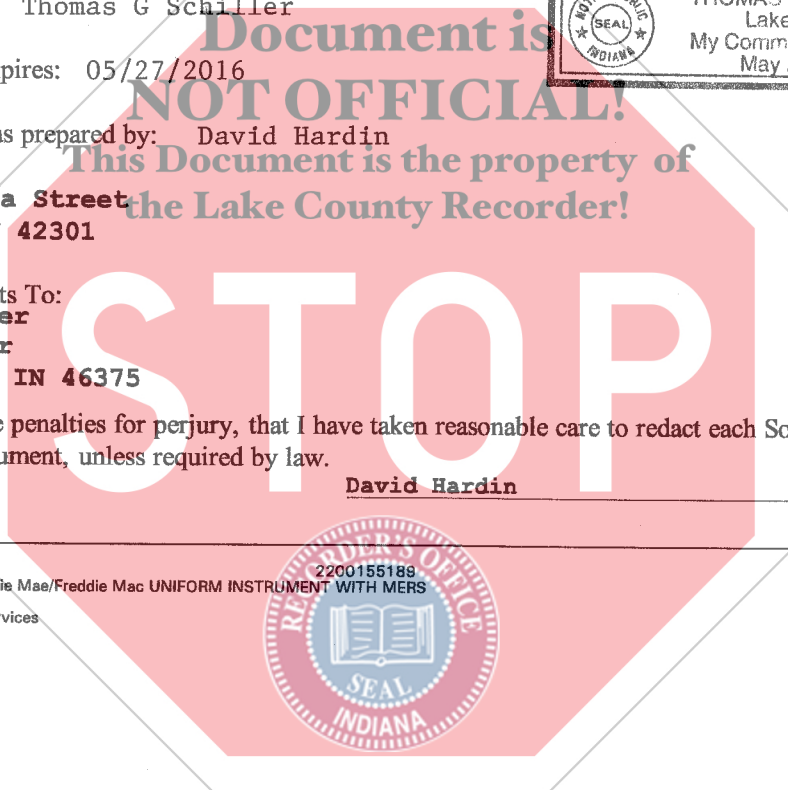 Thomas G Schiller
Document is
SEAL
INDIANA
Lake
My Comm
May
pires: 05/27/2016
NOT OFFICIAL!
as prepared by: David Hardin
This Document is the property of
a Street
the Lake County Recorder!
42301
ts To:
er
r
IN 46375
STOP
e penalties for perjury, that I have taken reasonable care to redact each So
ument, unless required by law.
David Hardin
2200155189
ie Mae/Freddie Mac UNIFORM INSTRUMENT WITH MERS
vices
RECORDER'S OFFICE
SEAL
INDIANA